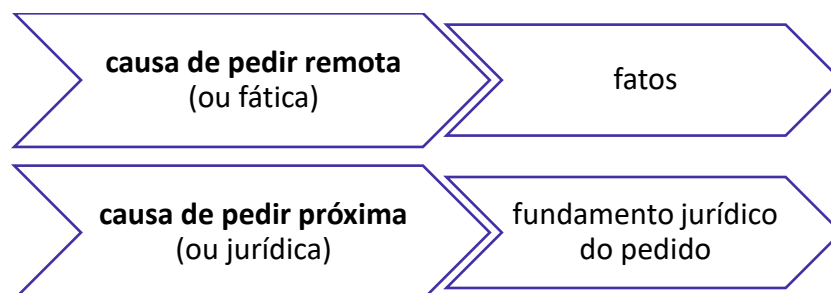 causa de pedir remota
(ou fática)
fatos
causa de pedir próxima
(ou jurídica)
fundamento jurídico
do pedido